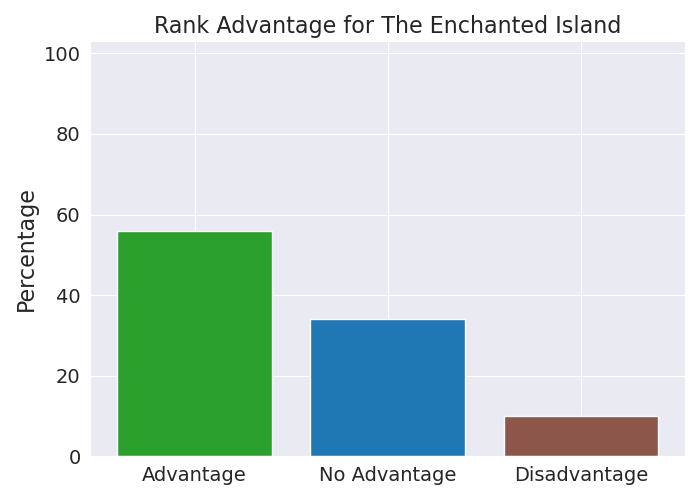 Rank Advantage for The Enchanted Island
Percentage
100
80
60
40
20
0
Advantage
No Advantage
Disadvantage